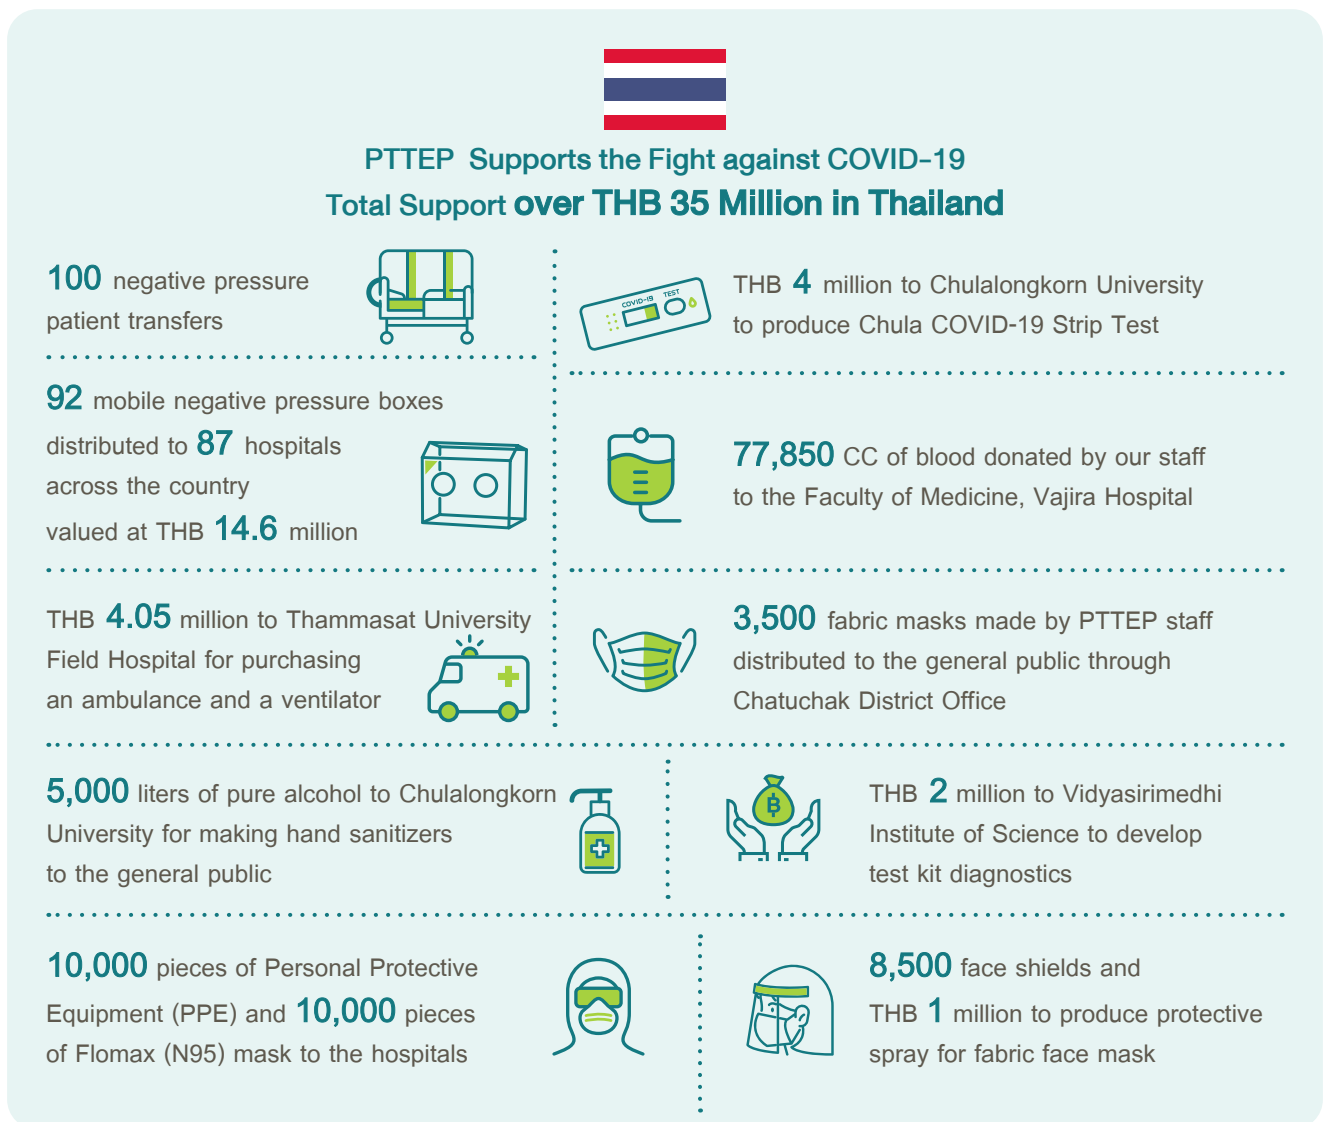 PTTEP Supports the Fight against COVID-19
Total Support over THB 35 Million in Thailand
100 negative pressure
patient transfers
COVID-19 TEST
THB 4 million to Chulalongkorn University
to produce Chula COVID-19 Strip Test
92 mobile negative pressure boxes
distributed to 87 hospitals
across the country
valued at THB 14.6 million
77,850 CC of blood donated by our staff
to the Faculty of Medicine, Vajira Hospital
THB 4.05 million to Thammasat University
Field Hospital for purchasing
an ambulance and a ventilator
3,500 fabric masks made by PTTEP staff
distributed to the general public through
Chatuchak District Office
5,000 liters of pure alcohol to Chulalongkorn
University for making hand sanitizers
to the general public
฿
THB 2 million to Vidyasirimedhi
Institute of Science to develop
test kit diagnostics
10,000 pieces of Personal Protective
Equipment (PPE) and 10,000 pieces
of Flomax (N95) mask to the hospitals
8,500 face shields and
THB 1 million to produce protective
spray for fabric face mask